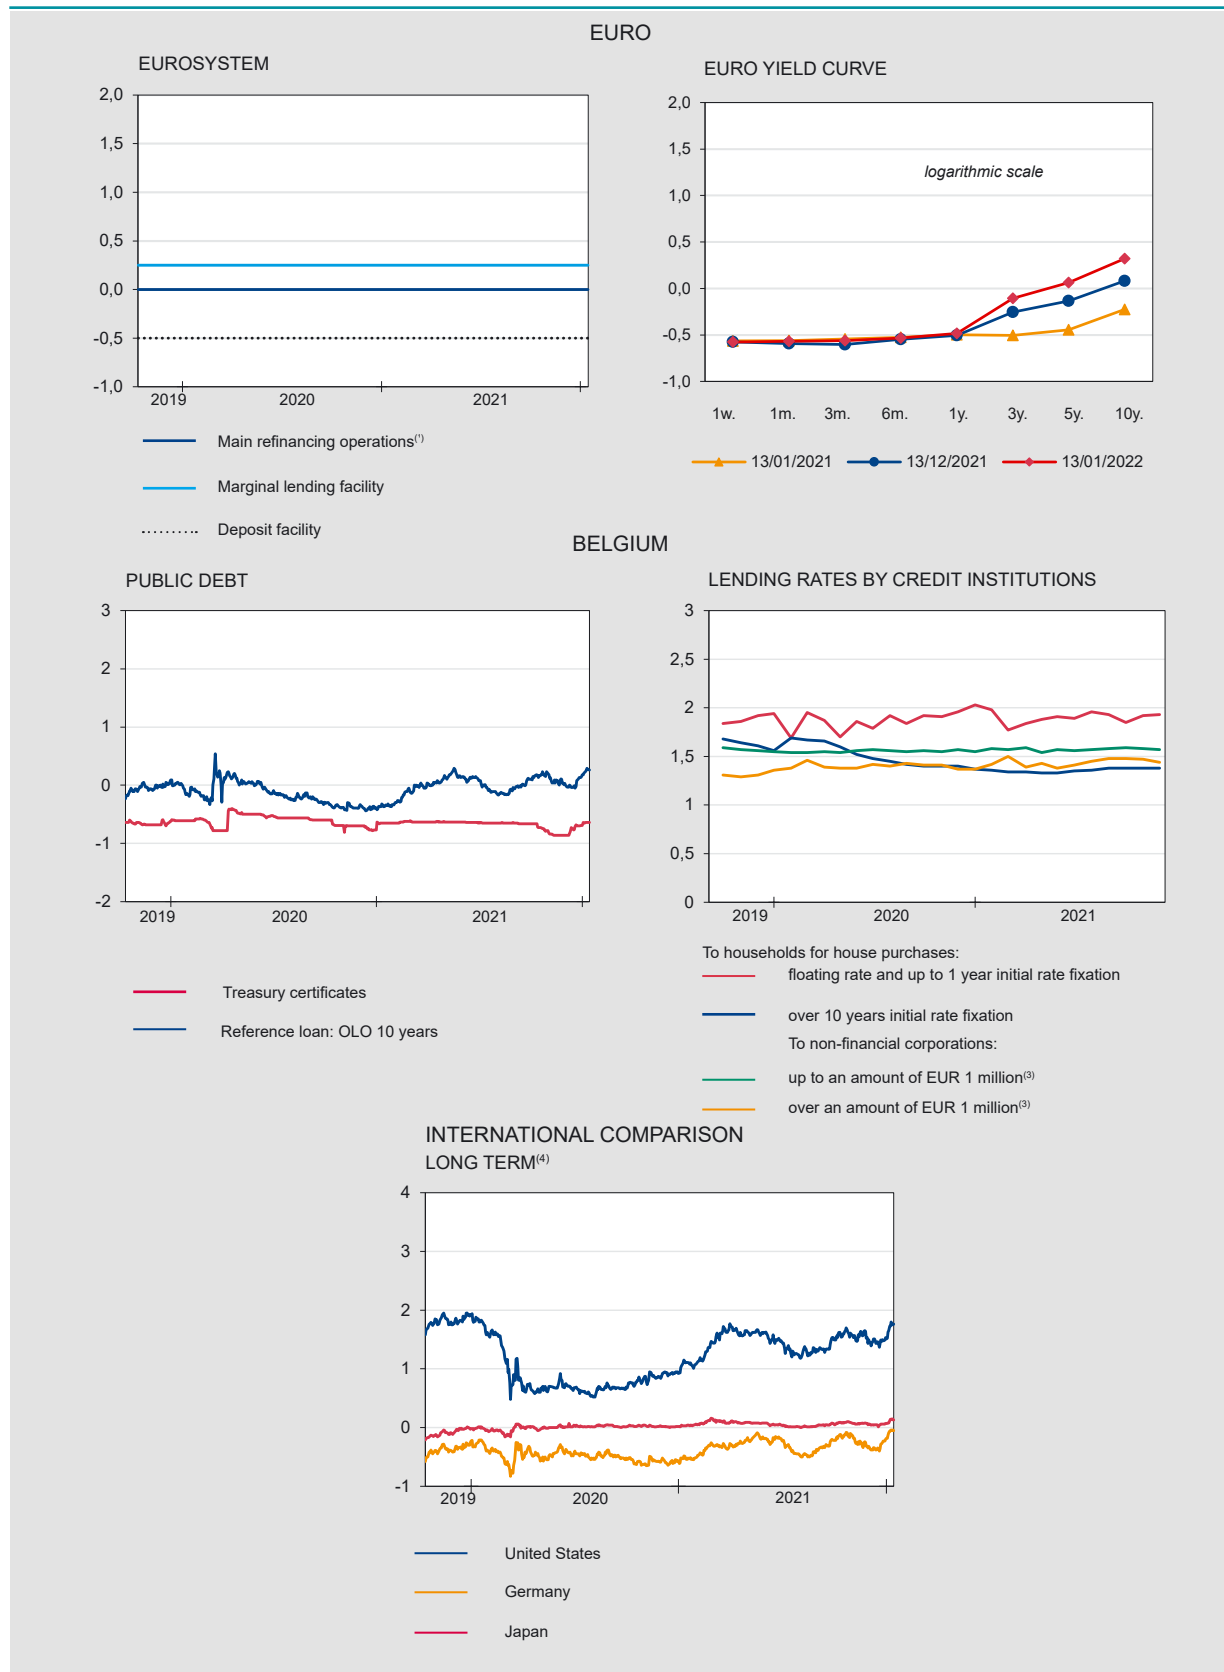 EURO
EUROSYSTEM
2,0
1,5
1,0
0,5
0,0
-0,5
-1,0
2019 2020 2021
Main refinancing operations(¹)
Marginal lending facility
Deposit facility
EURO YIELD CURVE
2,0
1,5
1,0
0,5
0,0
-0,5
-1,0
logarithmic scale
1w. 1m. 3m. 6m. 1y. 3y. 5y. 10y.
13/01/2021 13/12/2021 13/01/2022
BELGIUM
PUBLIC DEBT
3
2
1
0
-1
-2
2019 2020 2021
Treasury certificates
Reference loan: OLO 10 years
LENDING RATES BY CREDIT INSTITUTIONS
3
2,5
2
1,5
1
0,5
0
2019 2020 2021
To households for house purchases:
floating rate and up to 1 year initial rate fixation
over 10 years initial rate fixation
To non-financial corporations:
up to an amount of EUR 1 million(3)
over an amount of EUR 1 million(3)
INTERNATIONAL COMPARISON
LONG TERM(4)
4
3
2
1
0
-1
2019 2020 2021
United States
Germany
Japan